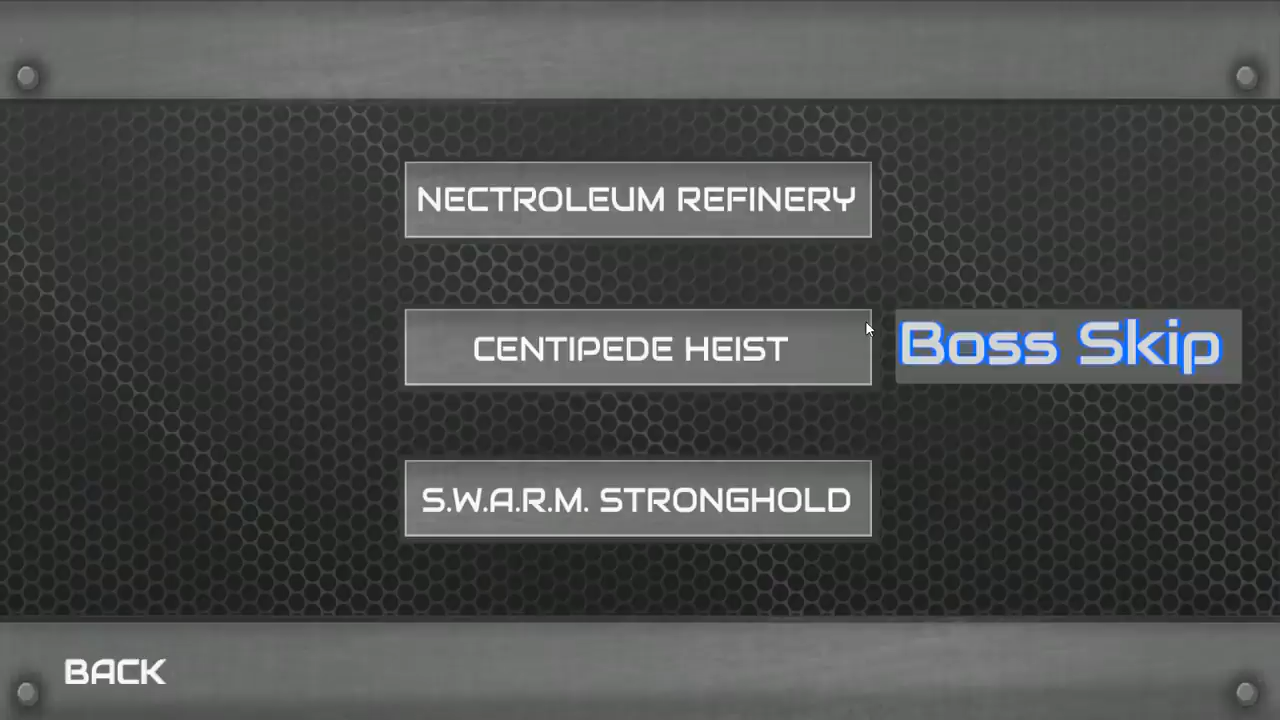 NECTROLEUM REFINERY
CENTIPEDE HEIST
Boss Skip
S.W.A.R.M. STRONGHOLD
BACK